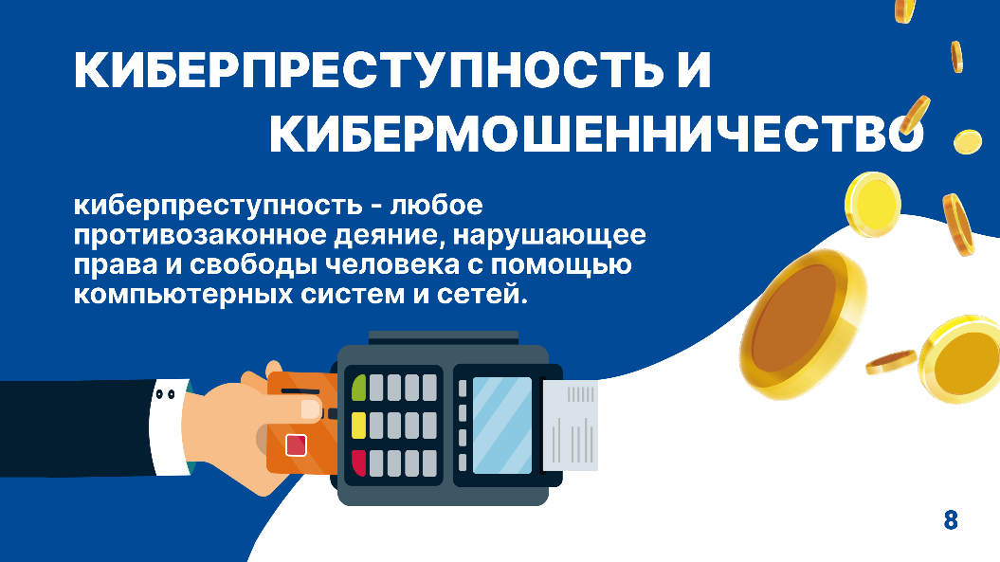 КИБЕРПРЕСТУПНОСТЬ И
КИБЕРМОШЕННИЧЕСТВО
киберпреступность - любое
противозаконное деяние, нарушающее
права и свободы человека с помощью
компьютерных систем и сетей.
8